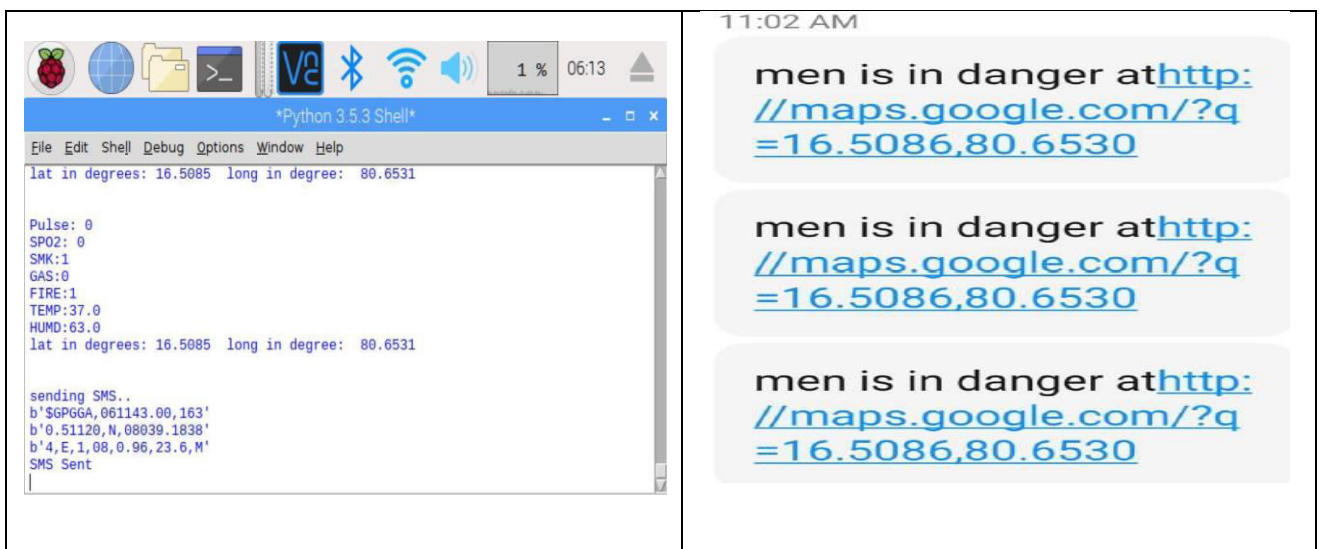 1 % 06:13
*Python 3.5.3 Shell*
File Edit Shell Debug Options Window Help
lat in degrees: 16.5085 long in degree: 80.6531
Pulse: 0
SPO2: 0
SMK:1
GAS:0
FIRE:1
TEMP:37.0
HUMD:63.0
lat in degrees: 16.5085 long in degree: 80.6531
sending SMS..
b'$GPGGA,061143.00,163'
b'0.51120,N,08039.1838'
b'4,E,1,08,0.96,23.6,M'
SMS Sent
11:02 AM
men is in danger athttp:
//maps.google.com/?q
=16.5086,80.6530
men is in danger athttp:
//maps.google.com/?q
=16.5086,80.6530
men is in danger athttp:
//maps.google.com/?q
=16.5086,80.6530